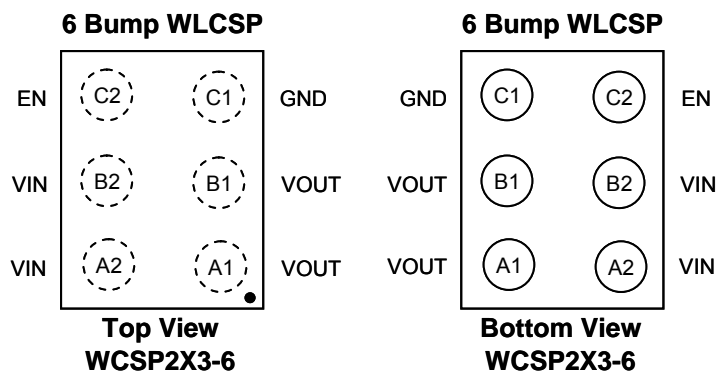 6 Bump WLCSP
EN C2 C1 GND
VIN B2 B1 VOUT
VIN A2 A1 VOUT
Top View
WCSP2X3-6
6 Bump WLCSP
GND C1 C2 EN
VOUT B1 B2 VIN
VOUT A1 A2 VIN
Bottom View
WCSP2X3-6